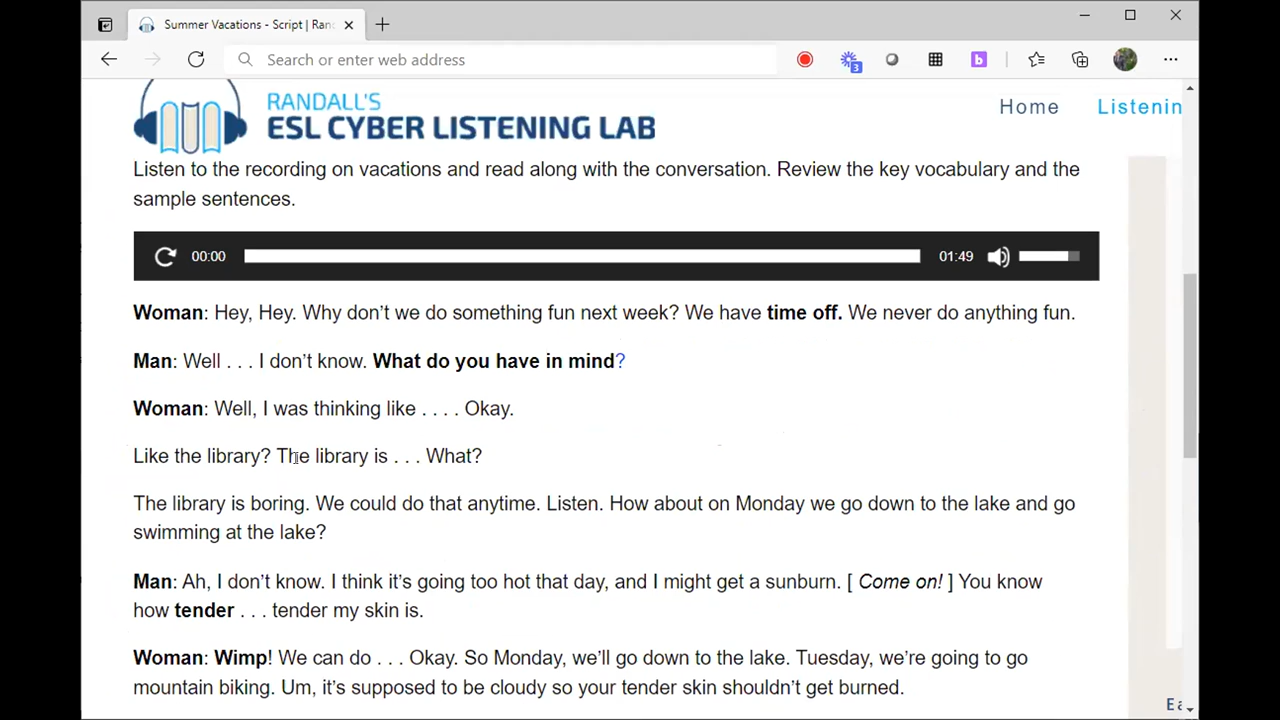 Summer Vacations - Script | Ran
Search or enter web address
3
b
RANDALL'S
ESL CYBER LISTENING LAB
Home Listenin
Listen to the recording on vacations and read along with the conversation. Review the key vocabulary and the
sample sentences.
00:00 01:49
Woman: Hey, Hey. Why don't we do something fun next week? We have time off. We never do anything fun.
Man: Well . . . I don't know. What do you have in mind?
Woman: Well, I was thinking like . . . . Okay.
Like the library? The library is . . . What?
The library is boring. We could do that anytime. Listen. How about on Monday we go down to the lake and go
swimming at the lake?
Man: Ah, I don't know. I think it's going too hot that day, and I might get a sunburn. [ Come on! ] You know
how tender . . . tender my skin is.
Woman: Wimp! We can do . . . Okay. So Monday, we'll go down to the lake. Tuesday, we're going to go
mountain biking. Um, it's supposed to be cloudy so your tender skin shouldn't get burned.
Ea